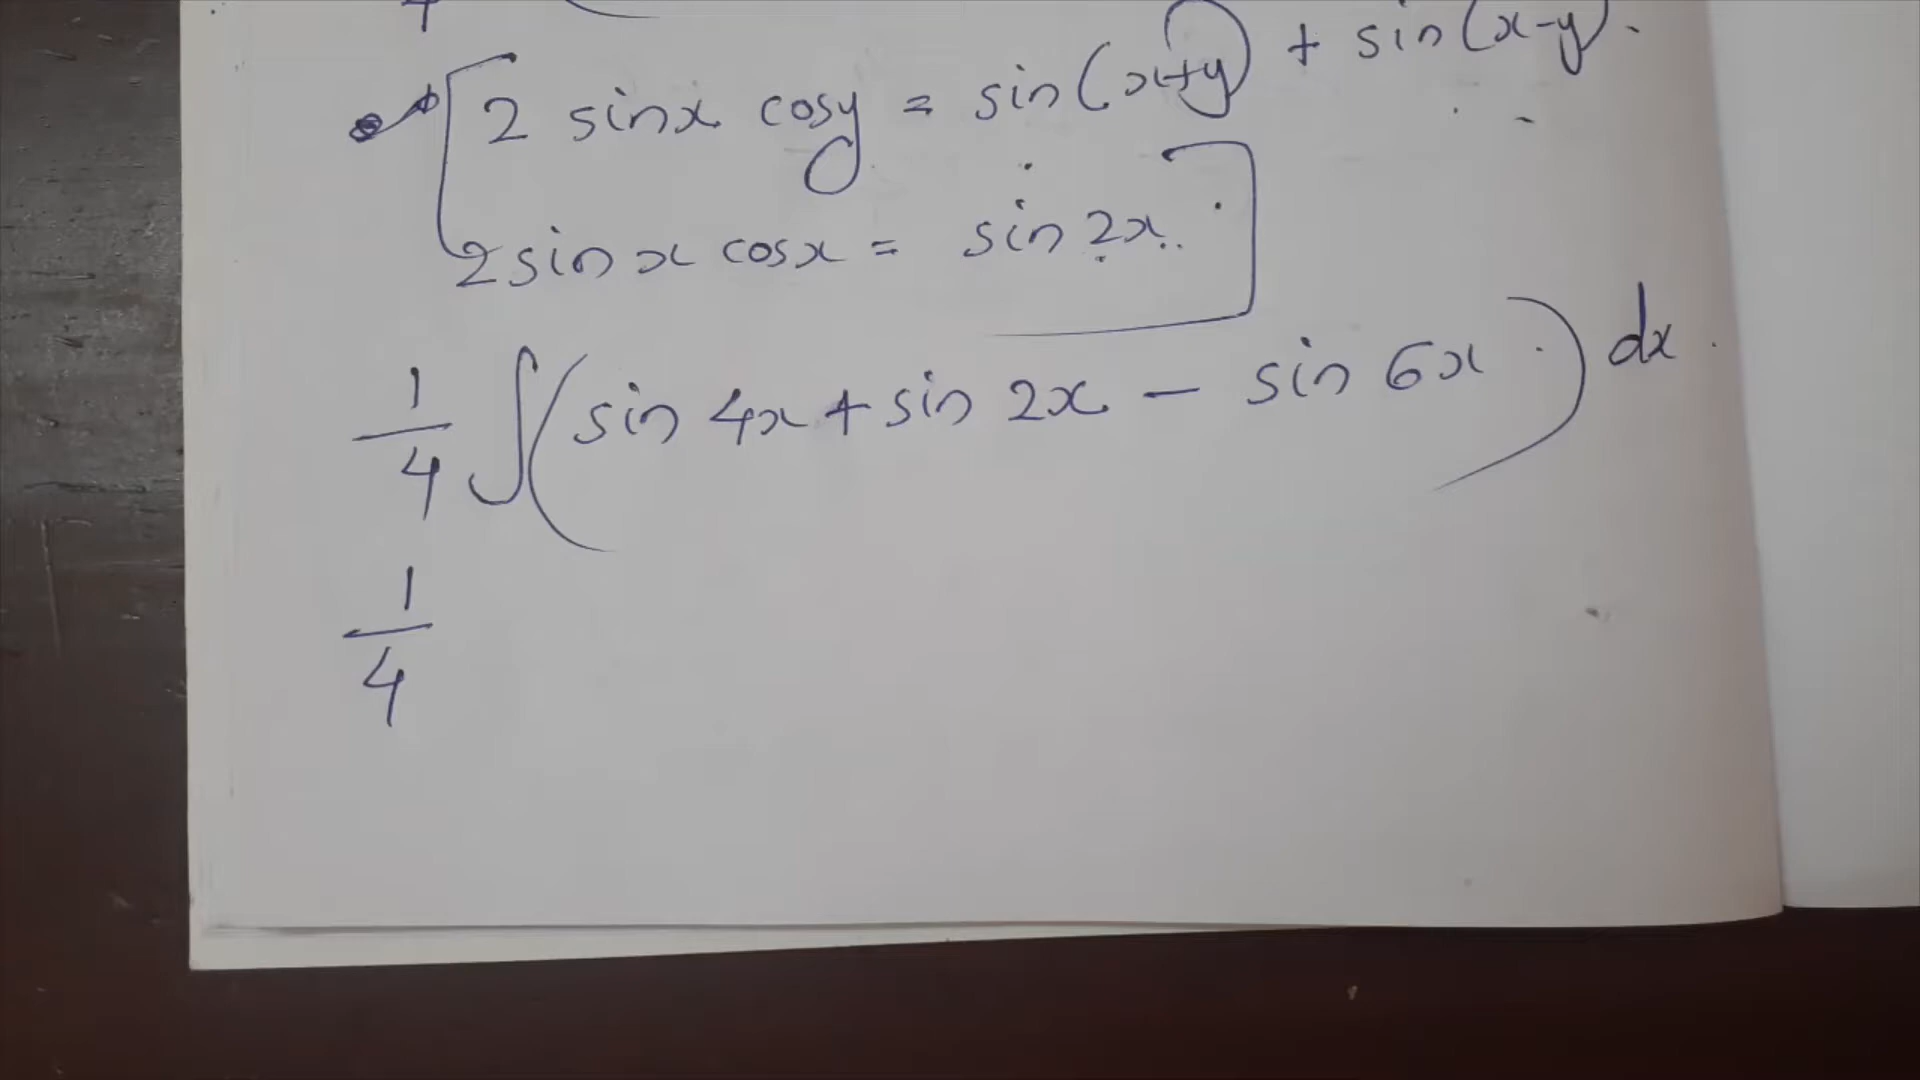 2 sinx cosy = sin(x+y) + sin(x-y).
2sin x cosx = sin 2x.
1/4 ∫(sin 4x + sin 2x - sin 6x) dx.
1/4